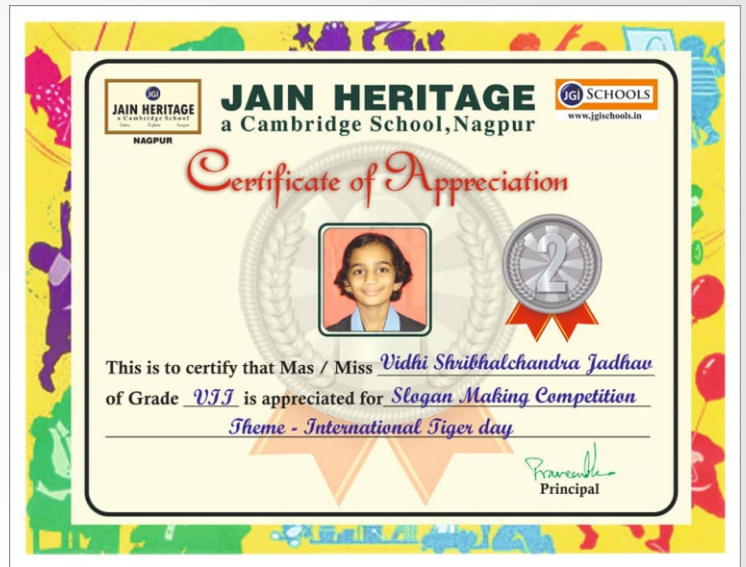 JGI
JAIN HERITAGE
a Cambridge School
NAGPUR
JAIN HERITAGE
a Cambridge School,Nagpur
JGI SCHOOLS
www.jgischools.in
Certificate of Appreciation
2
This is to certify that Mas / Miss Vidhi Shribhalchandra Jadhav
of Grade VII is appreciated for Slogan Making Competition
Theme - International Tiger day
Principal